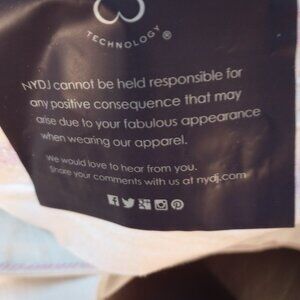 TECHNOLOGY®
NYDJ cannot be held responsible for
any positive consequence that may
arise due to your fabulous appearance
when wearing our apparel.
We would love to hear from you.
Share your comments with us at nydj.com